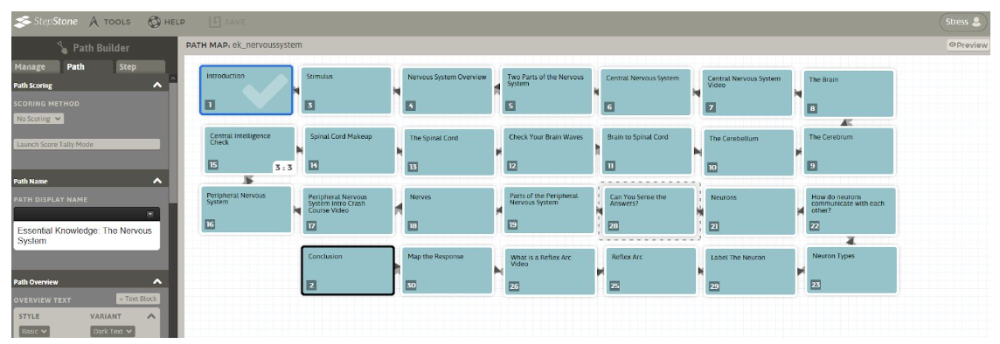 StepStone TOOLS HELP SAVE Stress
Path Builder
PATH MAP: ek_nervoussystem
Preview
Manage Path Step
Path Scoring
SCORING METHOD
No Scoring
Launch Score Tally Mode
Path Name
PATH DISPLAY NAME
Essential Knowledge: The Nervous
System
Path Overview
OVERVIEW TEXT + Text Block
STYLE VARIANT
Basic Dark Text
Introduction
1
Stimulus
3
Nervous System Overview
4
Two Parts of the Nervous
System
5
Central Nervous System
6
Central Nervous System
Video
7
The Brain
8
Central Intelligence
Check
15
3 : 3
Spinal Cord Makeup
14
The Spinal Cord
13
Check Your Brain Waves
12
Brain to Spinal Cord
11
The Cerebellum
10
The Cerebrum
9
Peripheral Nervous
System
16
Peripheral Nervous
System Intro Crash
Course Video
17
Nerves
18
Parts of the Peripheral
Nervous System
19
Can You Sense the
Answers?
28
Neurons
21
How do neurons
communicate with each
other?
22
Conclusion
2
Map the Response
30
What is a Reflex Arc
Video
26
Reflex Arc
25
Label The Neuron
29
Neuron Types
23